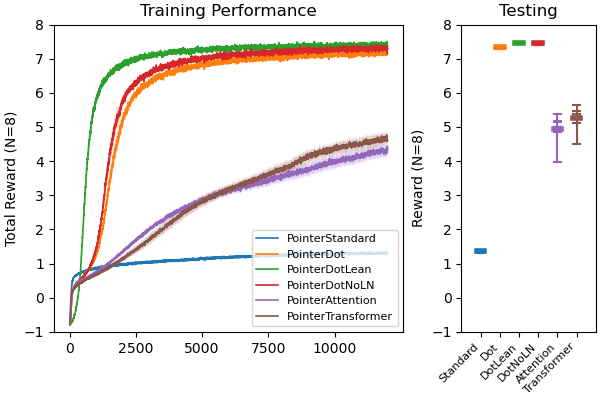 Training Performance
Testing
Total Reward (N=8)
8
7
6
5
4
3
2
1
0
−1
0
2500
5000
7500
10000
PointerStandard
PointerDot
PointerDotLean
PointerDotNoLN
PointerAttention
PointerTransformer
Reward (N=8)
8
7
6
5
4
3
2
1
0
−1
Standard
Dot
DotLean
DotNoLN
Attention
Transformer